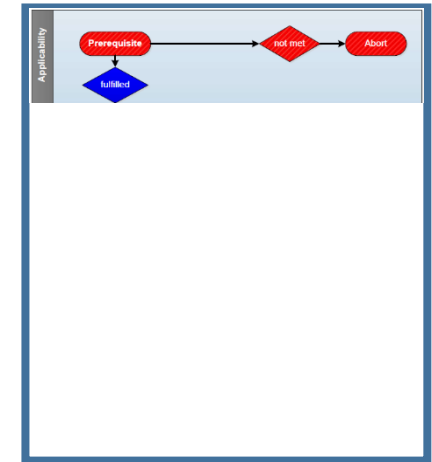 Applicability
Prerequisite
not met
Abort
fulfilled